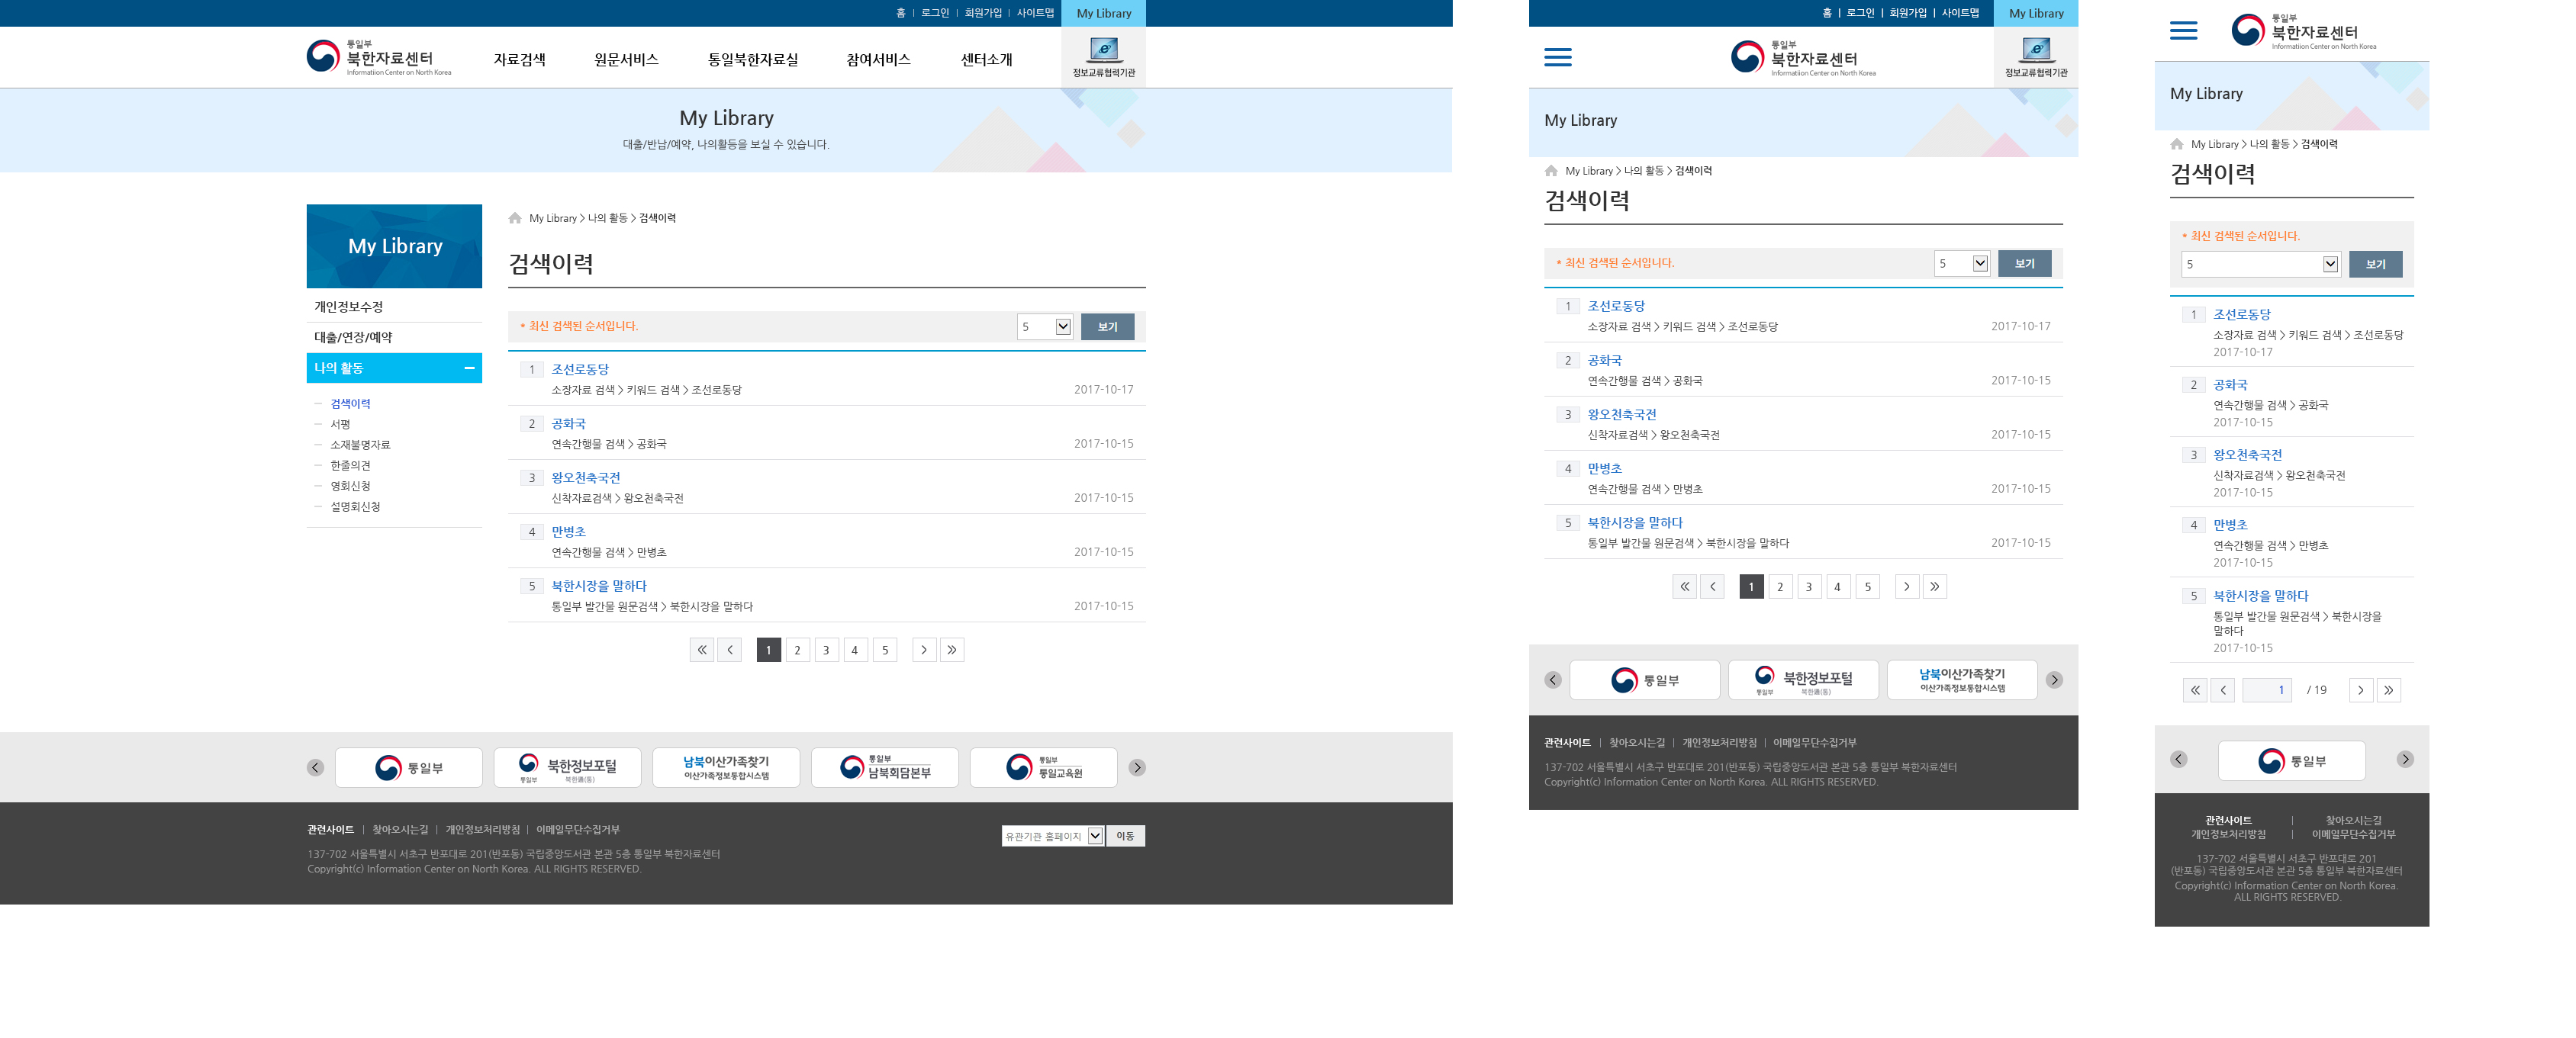 홈 | 로그인 | 회원가입 | 사이트맵 My Library
통일부
북한자료센터
Informatiion Center on North Korea
자료검색 원문서비스 통일북한자료실 참여서비스 센터소개
정보교류협력기관
My Library
대출/반납/예약, 나의활동을 보실 수 있습니다.
My Library
개인정보수정
대출/연장/예약
나의 활동
검색이력
서평
소재불명자료
한줄의견
영회신청
설명회신청
My Library > 나의 활동 > 검색이력
검색이력
* 최신 검색된 순서입니다. 5 보기
1 조선로동당
소장자료 검색 > 키워드 검색 > 조선로동당 2017-10-17
2 공화국
연속간행물 검색 > 공화국 2017-10-15
3 왕오천축국전
신착자료검색 > 왕오천축국전 2017-10-15
4 만병초
연속간행물 검색 > 만병초 2017-10-15
5 북한시장을 말하다
통일부 발간물 원문검색 > 북한시장을 말하다 2017-10-15
1 2 3 4 5
통일부
통일부 북한정보포털 북한通(통)
남북이산가족찾기
이산가족정보통합시스템
통일부
남북회담본부
통일부
통일교육원
관련사이트 | 찾아오시는길 | 개인정보처리방침 | 이메일무단수집거부
137-702 서울특별시 서초구 반포대로 201(반포동) 국립중앙도서관 본관 5층 통일부 북한자료센터
Copyright(c) Information Center on North Korea. ALL RIGHTS RESERVED.
유관기관 홈페이지 이동
홈 | 로그인 | 회원가입 | 사이트맵 My Library
통일부
북한자료센터
Informatiion Center on North Korea
정보교류협력기관
My Library
My Library > 나의 활동 > 검색이력
검색이력
* 최신 검색된 순서입니다. 5 보기
1 조선로동당
소장자료 검색 > 키워드 검색 > 조선로동당 2017-10-17
2 공화국
연속간행물 검색 > 공화국 2017-10-15
3 왕오천축국전
신착자료검색 > 왕오천축국전 2017-10-15
4 만병초
연속간행물 검색 > 만병초 2017-10-15
5 북한시장을 말하다
통일부 발간물 원문검색 > 북한시장을 말하다 2017-10-15
1 2 3 4 5
통일부
통일부 북한정보포털 북한通(통)
남북이산가족찾기
이산가족정보통합시스템
관련사이트 | 찾아오시는길 | 개인정보처리방침 | 이메일무단수집거부
137-702 서울특별시 서초구 반포대로 201(반포동) 국립중앙도서관 본관 5층 통일부 북한자료센터
Copyright(c) Information Center on North Korea. ALL RIGHTS RESERVED.
통일부
북한자료센터
Informatiion Center on North Korea
My Library
My Library > 나의 활동 > 검색이력
검색이력
* 최신 검색된 순서입니다.
5 보기
1 조선로동당
소장자료 검색 > 키워드 검색 > 조선로동당
2017-10-17
2 공화국
연속간행물 검색 > 공화국
2017-10-15
3 왕오천축국전
신착자료검색 > 왕오천축국전
2017-10-15
4 만병초
연속간행물 검색 > 만병초
2017-10-15
5 북한시장을 말하다
통일부 발간물 원문검색 > 북한시장을
말하다
2017-10-15
1 / 19
통일부
관련사이트 | 찾아오시는길
개인정보처리방침 | 이메일무단수집거부
137-702 서울특별시 서초구 반포대로 201
(반포동) 국립중앙도서관 본관 5층 통일부 북한자료센터
Copyright(c) Information Center on North Korea.
ALL RIGHTS RESERVED.